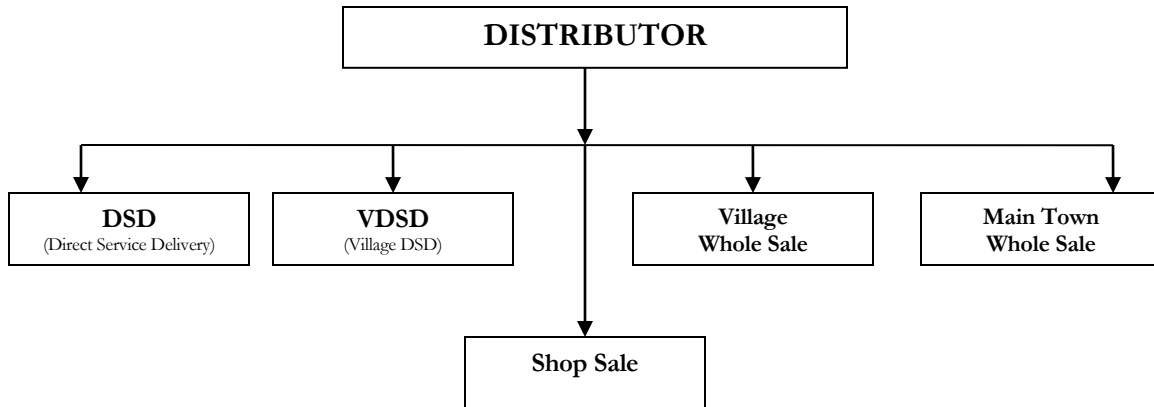 DISTRIBUTOR
DSD
(Direct Service Delivery)
VDSD
(Village DSD)
Village
Whole Sale
Main Town
Whole Sale
Shop Sale